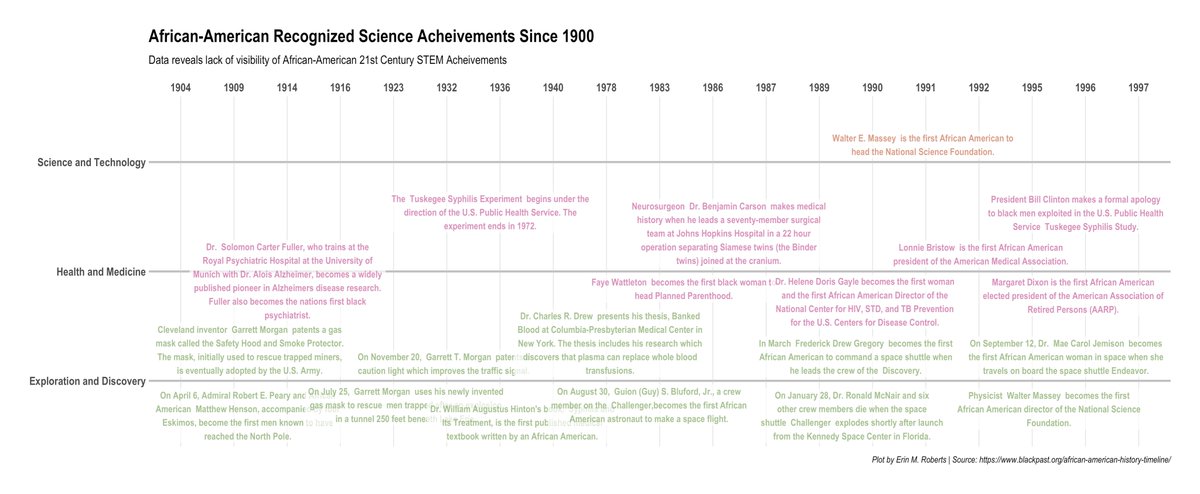 African-American Recognized Science Acheivements Since 1900
Data reveals lack of visibility of African-American 21st Century STEM Acheivements
1904 1909 1914 1916 1923 1932 1936 1940 1978 1983 1986 1987 1989 1990 1991 1992 1995 1996 1997
Science and Technology
Walter E. Massey is the first African American to
head the National Science Foundation.
Health and Medicine
Dr. Solomon Carter Fuller, who trains at the
Royal Psychiatric Hospital at the University of
Munich with Dr. Alois Alzheimer, becomes a widely
published pioneer in Alzheimers disease research.
Fuller also becomes the nations first black
psychiatrist.
The Tuskegee Syphilis Experiment begins under the
direction of the U.S. Public Health Service. The
experiment ends in 1972.
Neurosurgeon Dr. Benjamin Carson makes medical
history when he leads a seventy-member surgical
team at Johns Hopkins Hospital in a 22 hour
operation separating Siamese twins (the Binder
twins) joined at the cranium.
President Bill Clinton makes a formal apology
to black men exploited in the U.S. Public Health
Service Tuskegee Syphilis Study.
Lonnie Bristow is the first African American
president of the American Medical Association.
Faye Wattleton becomes the first black woman t
head Planned Parenthood.
Dr. Helene Doris Gayle becomes the first woman
and the first African American Director of the
National Center for HIV, STD, and TB Prevention
for the U.S. Centers for Disease Control.
Margaret Dixon is the first African American
elected president of the American Association of
Retired Persons (AARP).
Exploration and Discovery
Cleveland inventor Garrett Morgan patents a gas
mask called the Safety Hood and Smoke Protector.
The mask, initially used to rescue trapped miners,
is eventually adopted by the U.S. Army.
On November 20, Garrett T. Morgan paten
caution light which improves the traffic signal.
Dr. Charles R. Drew presents his thesis, Banked
Blood at Columbia-Presbyterian Medical Center in
New York. The thesis includes his research which
discovers that plasma can replace whole blood
transfusions.
In March Frederick Drew Gregory becomes the first
African American to command a space shuttle when
he leads the crew of the Discovery.
On September 12, Dr. Mae Carol Jemison becomes
the first African American woman in space when she
travels on board the space shuttle Endeavor.
On April 6, Admiral Robert E. Peary and
American Matthew Henson, accompanie
Eskimos, become the first men known to have
reached the North Pole.
On July 25, Garrett Morgan uses his newly invented
gas mask to rescue men trapp
in a tunnel 250 feet beneath
Dr. William Augustus Hinton's b
Its Treatment, is the first published
textbook written by an African American.
On August 30, Guion (Guy) S. Bluford, Jr., a crew
member on the Challenger,becomes the first African
American astronaut to make a space flight.
On January 28, Dr. Ronald McNair and six
other crew members die when the space
shuttle Challenger explodes shortly after launch
from the Kennedy Space Center in Florida.
Physicist Walter Massey becomes the first
African American director of the National Science
Foundation.
Plot by Erin M. Roberts | Source: https://www.blackpast.org/african-american-history-timeline/